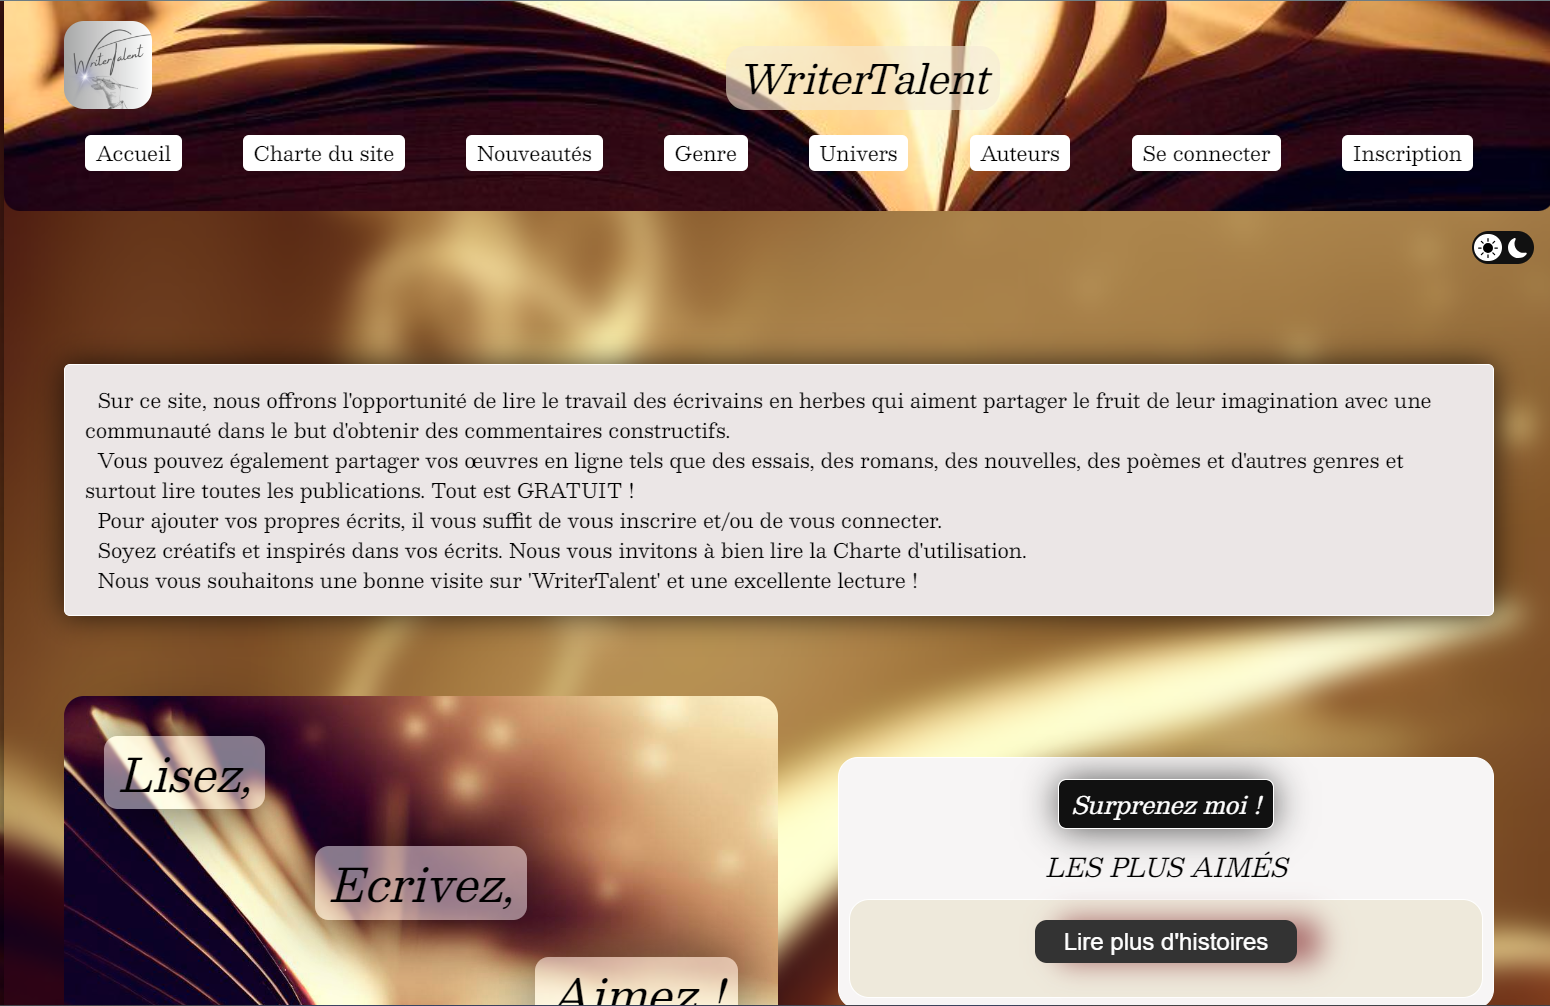 WriterTalent
WriterTalent
Accueil
Charte du site
Nouveautés
Genre
Univers
Auteurs
Se connecter
Inscription
Sur ce site, nous offrons l'opportunité de lire le travail des écrivains en herbes qui aiment partager le fruit de leur imagination avec une
communauté dans le but d'obtenir des commentaires constructifs.
Vous pouvez également partager vos œuvres en ligne tels que des essais, des romans, des nouvelles, des poèmes et d'autres genres et
surtout lire toutes les publications. Tout est GRATUIT !
Pour ajouter vos propres écrits, il vous suffit de vous inscrire et/ou de vous connecter.
Soyez créatifs et inspirés dans vos écrits. Nous vous invitons à bien lire la Charte d'utilisation.
Nous vous souhaitons une bonne visite sur 'WriterTalent' et une excellente lecture !
Lisez,
Ecrivez,
Aimez !
Surprenez moi !
LES PLUS AIMÉS
Lire plus d'histoires